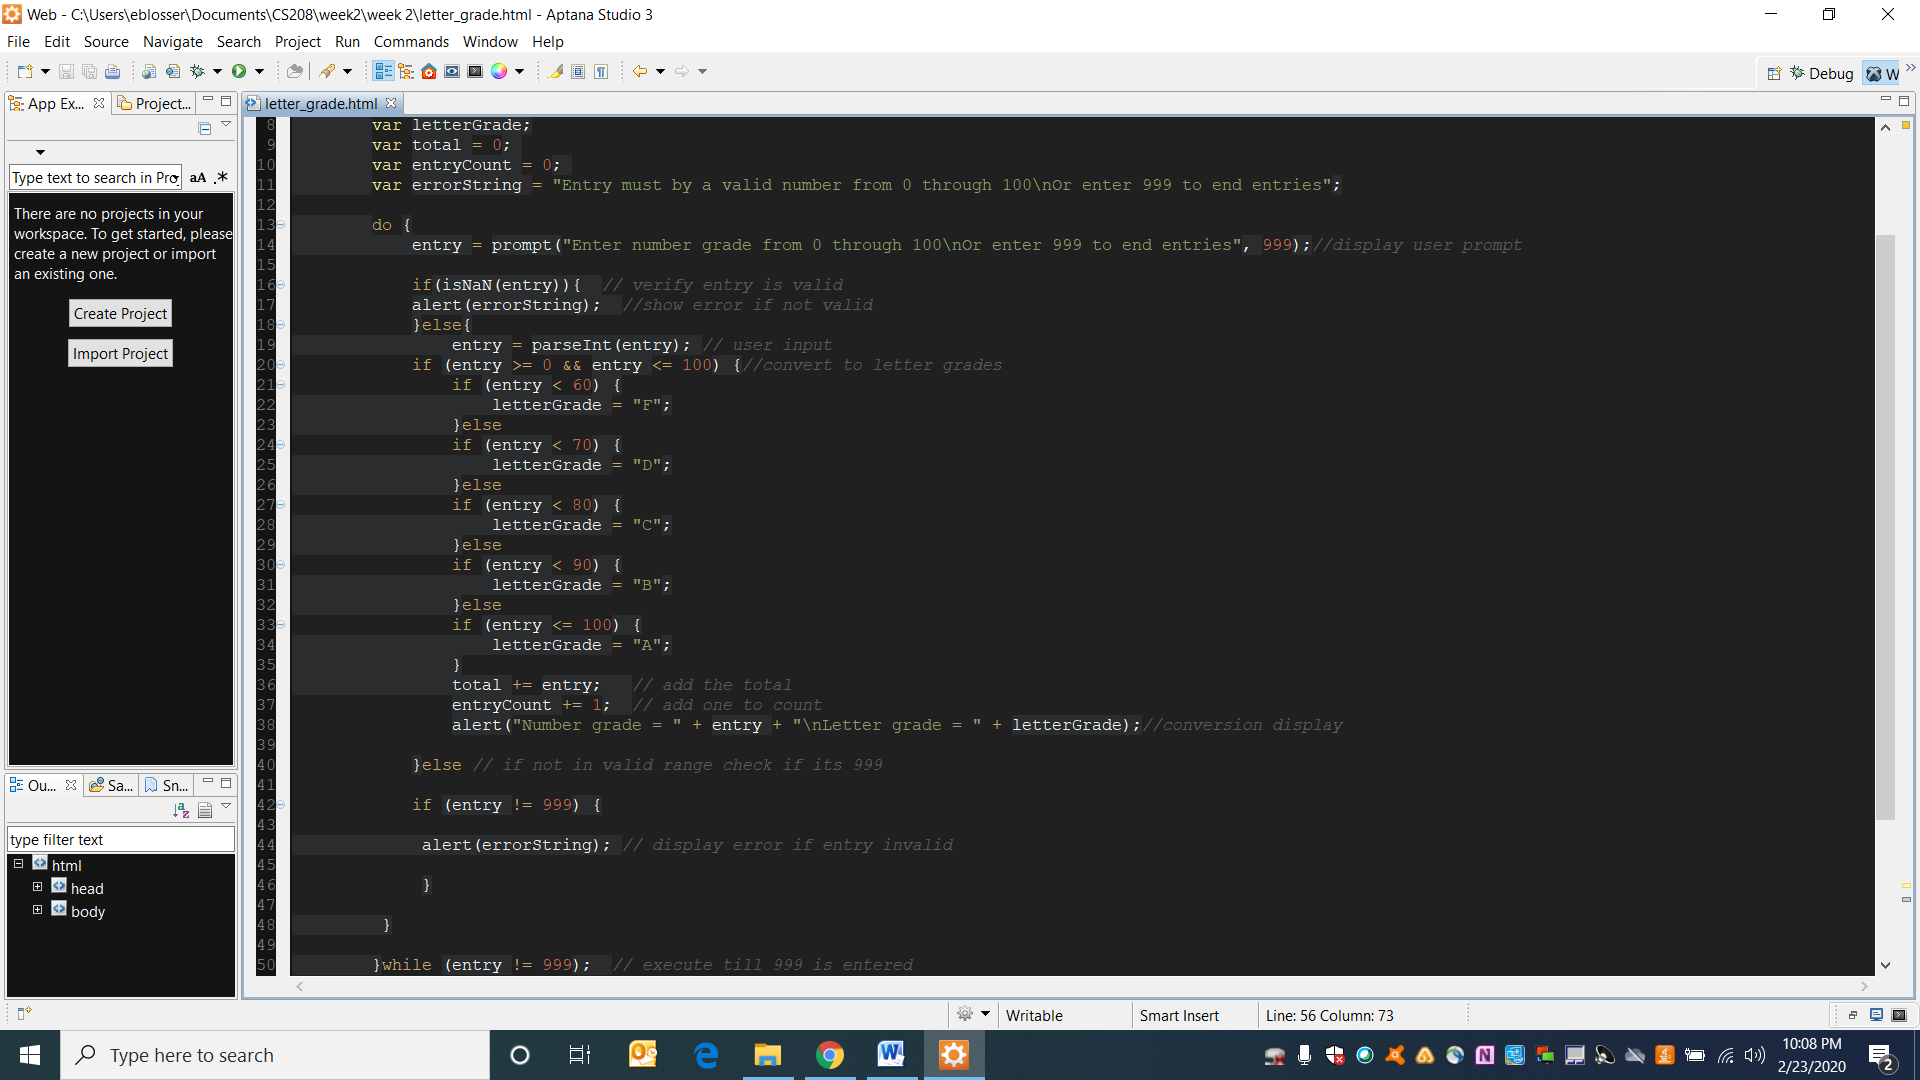 Web - C:\Users\eblosser\Documents\CS208\week2\week 2\letter_grade.html - Aptana Studio 3
File Edit Source Navigate Search Project Run Commands Window Help
Debug W
App Ex... Project...
letter_grade.html
Type text to search in Pro aA .*
There are no projects in your
workspace. To get started, please
create a new project or import
an existing one.
Create Project
Import Project
Ou... Sa... Sn...
type filter text
html
head
body
8 var letterGrade;
9 var total = 0;
10 var entryCount = 0;
11 var errorString = "Entry must by a valid number from 0 through 100\nOr enter 999 to end entries";
12
13 do {
14 entry = prompt("Enter number grade from 0 through 100\nOr enter 999 to end entries", 999);//display user prompt
15
16 if(isNaN(entry)){ // verify entry is valid
17 alert(errorString); //show error if not valid
18 }else{
19 entry = parseInt(entry); // user input
20 if (entry >= 0 && entry <= 100) {//convert to letter grades
21 if (entry < 60) {
22 letterGrade = "F";
23 }else
24 if (entry < 70) {
25 letterGrade = "D";
26 }else
27 if (entry < 80) {
28 letterGrade = "C";
29 }else
30 if (entry < 90) {
31 letterGrade = "B";
32 }else
33 if (entry <= 100) {
34 letterGrade = "A";
35 }
36 total += entry; // add the total
37 entryCount += 1; // add one to count
38 alert("Number grade = " + entry + "\nLetter grade = " + letterGrade);//conversion display
39
40 }else // if not in valid range check if its 999
41
42 if (entry != 999) {
43
44 alert(errorString); // display error if entry invalid
45
46 }
47
48 }
49
50 }while (entry != 999); // execute till 999 is entered
Writable Smart Insert Line: 56 Column: 73
Type here to search
10:08 PM
2/23/2020
2